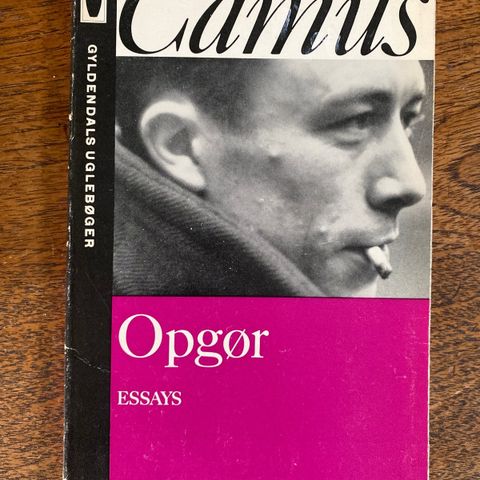 Camus
GYLDENDALS UGLEBØGER
Opgør
ESSAYS